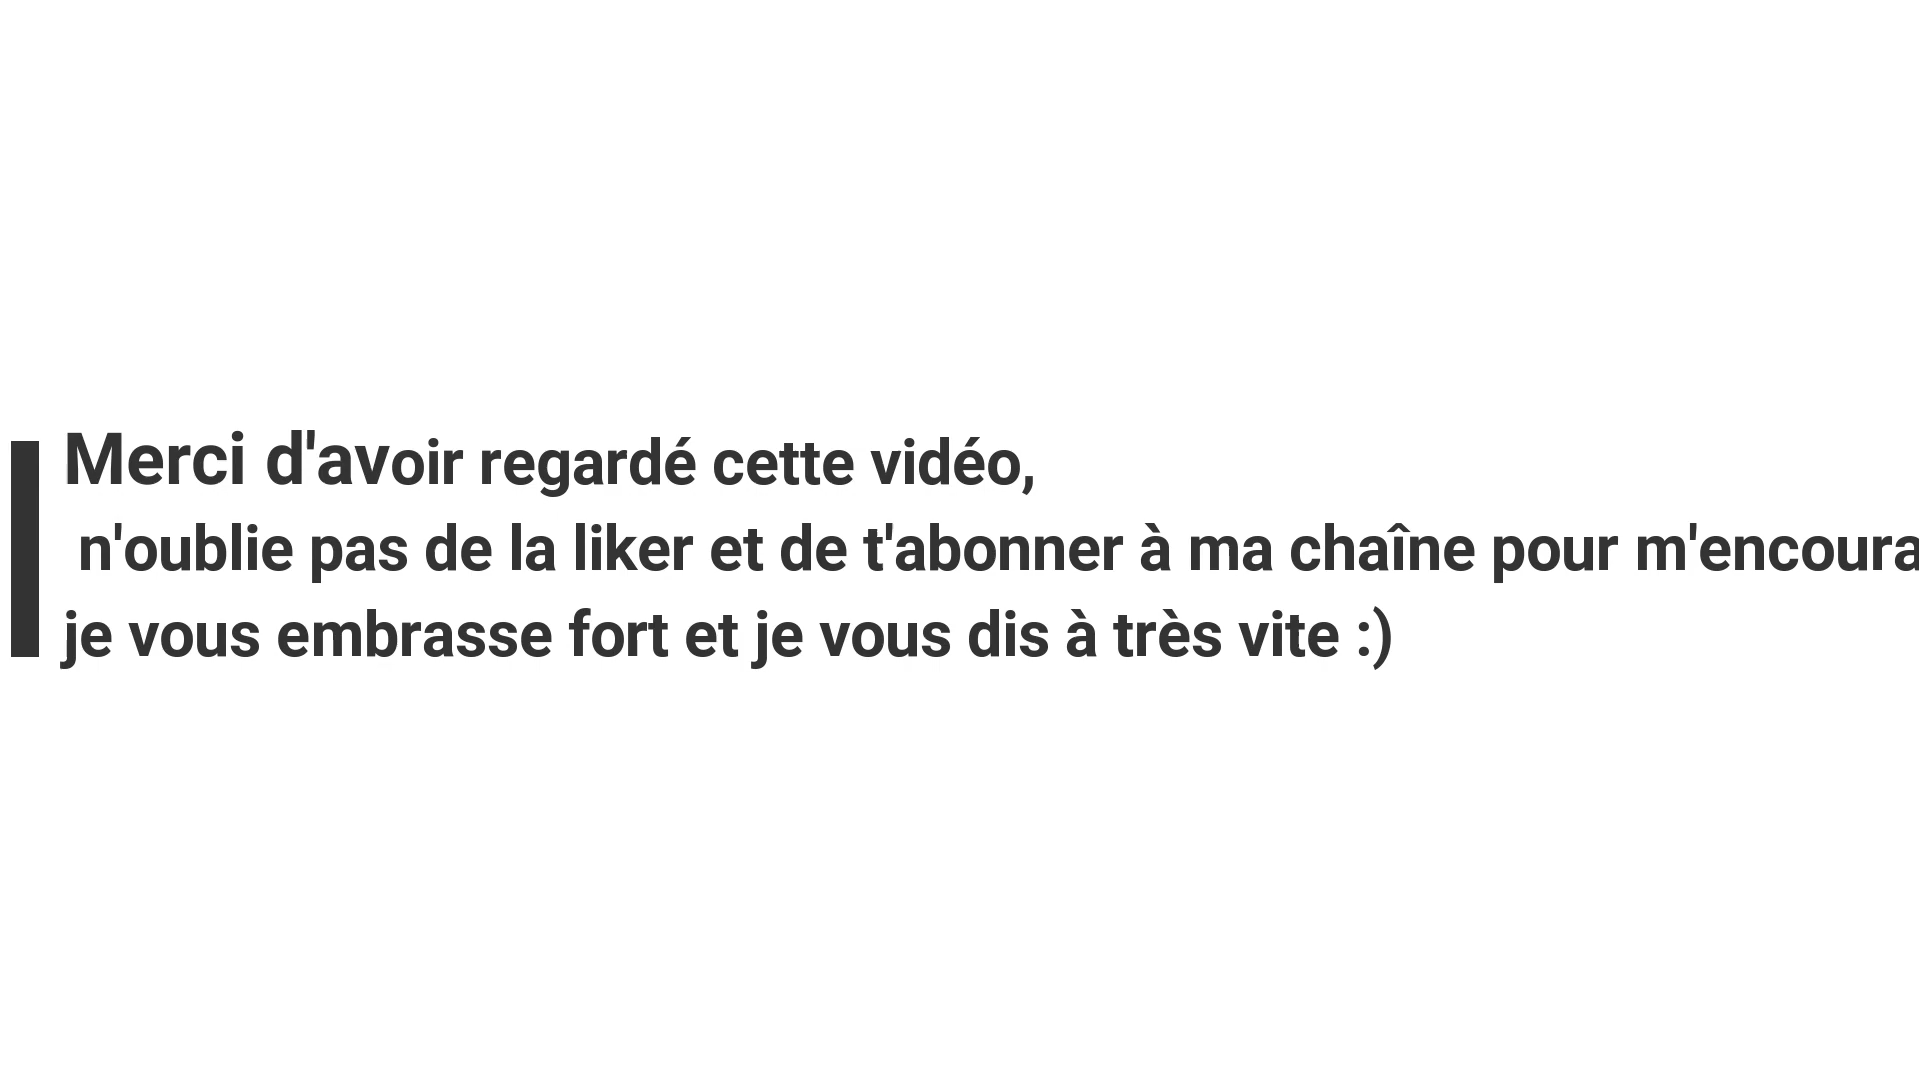 Merci d'avoir regardé cette vidéo,
n'oublie pas de la liker et de t'abonner à ma chaîne pour m'encoura
je vous embrasse fort et je vous dis à très vite :)